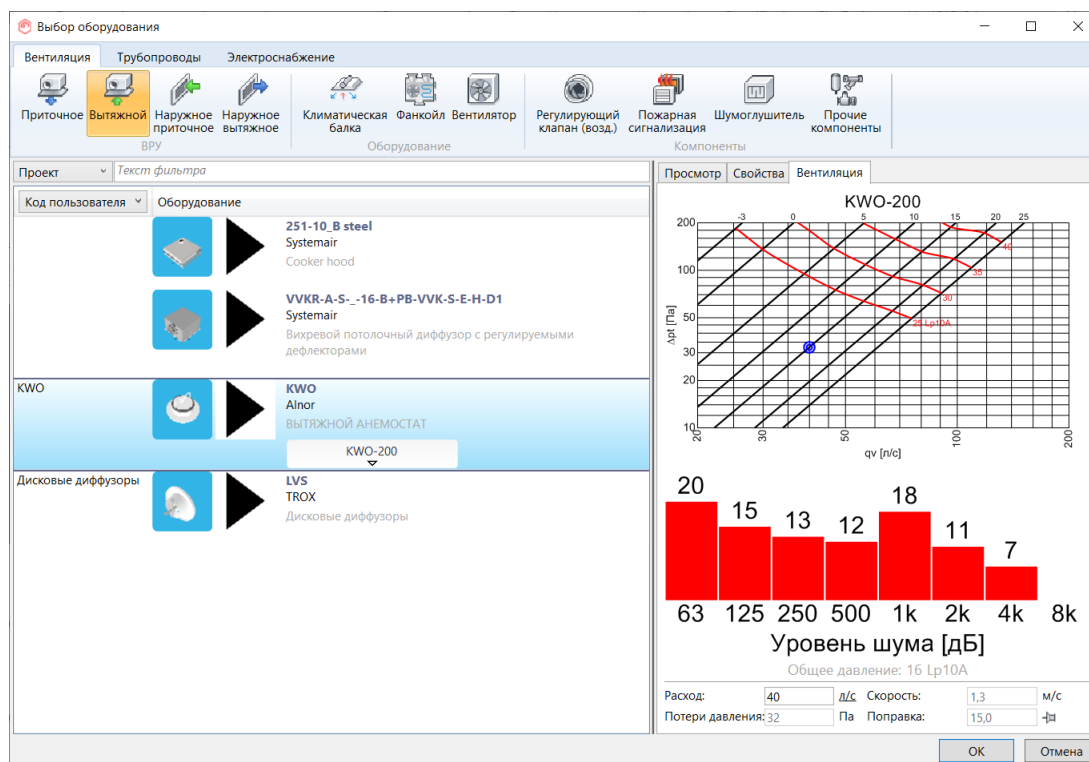 Выбор оборудования
Вентиляция Трубопроводы Электроснабжение
Приточное Вытяжной Наружное приточное Наружное вытяжное Климатическая балка Фанкойл Вентилятор Регулирующий клапан (возд.) Пожарная сигнализация Шумоглушитель Прочие компоненты
ВРУ Оборудование Компоненты
Проект Текст фильтра
Код пользователя Оборудование
251-10_B steel
Systemair
Cooker hood
VVKR-A-S-_-16-B+PB-VVK-S-E-H-D1
Systemair
Вихревой потолочный диффузор с регулируемыми
дефлекторами
KWO KWO
Alnor
ВЫТЯЖНОЙ АНЕМОСТАТ
KWO-200
Дисковые диффузоры LVS
TROX
Дисковые диффузоры
Просмотр Свойства Вентиляция
KWO-200
-3 0 5 10 15 20 25
200
100
50
30
20
10
Δpt [Па]
40
35
30
25 Lp10A
20 30 50 100 200
qv [л/с]
20 15 13 12 18 11 7
63 125 250 500 1k 2k 4k 8k
Уровень шума [дБ]
Общее давление: 16 Lp10A
Расход: 40 л/с Скорость: 1,3 м/с
Потери давления: 32 Па Поправка: 15,0
ОК Отмена